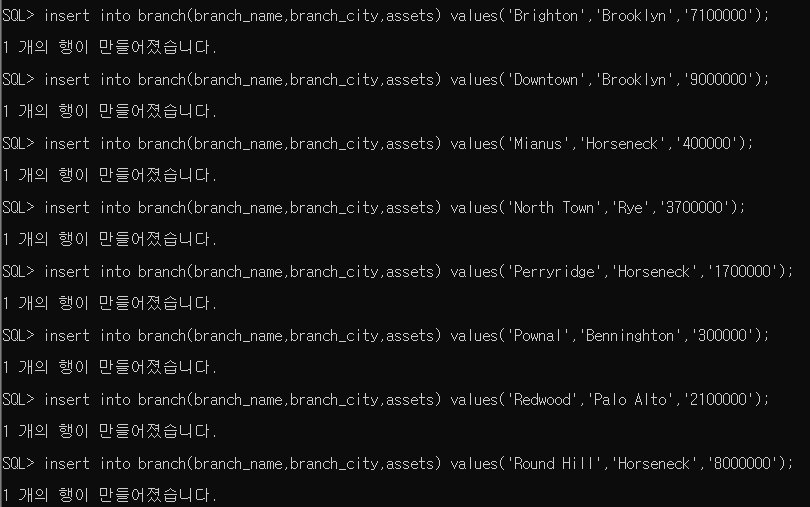 SQL> insert into branch(branch_name,branch_city,assets) values('Brighton','Brooklyn','7100000');
1 개의 행이 만들어졌습니다.
SQL> insert into branch(branch_name,branch_city,assets) values('Downtown','Brooklyn','9000000');
1 개의 행이 만들어졌습니다.
SQL> insert into branch(branch_name,branch_city,assets) values('Mianus','Horseneck','400000');
1 개의 행이 만들어졌습니다.
SQL> insert into branch(branch_name,branch_city,assets) values('North Town','Rye','3700000');
1 개의 행이 만들어졌습니다.
SQL> insert into branch(branch_name,branch_city,assets) values('Perryridge','Horseneck','1700000');
1 개의 행이 만들어졌습니다.
SQL> insert into branch(branch_name,branch_city,assets) values('Pownal','Benninghton','300000');
1 개의 행이 만들어졌습니다.
SQL> insert into branch(branch_name,branch_city,assets) values('Redwood','Palo Alto','2100000');
1 개의 행이 만들어졌습니다.
SQL> insert into branch(branch_name,branch_city,assets) values('Round Hill','Horseneck','8000000');
1 개의 행이 만들어졌습니다.